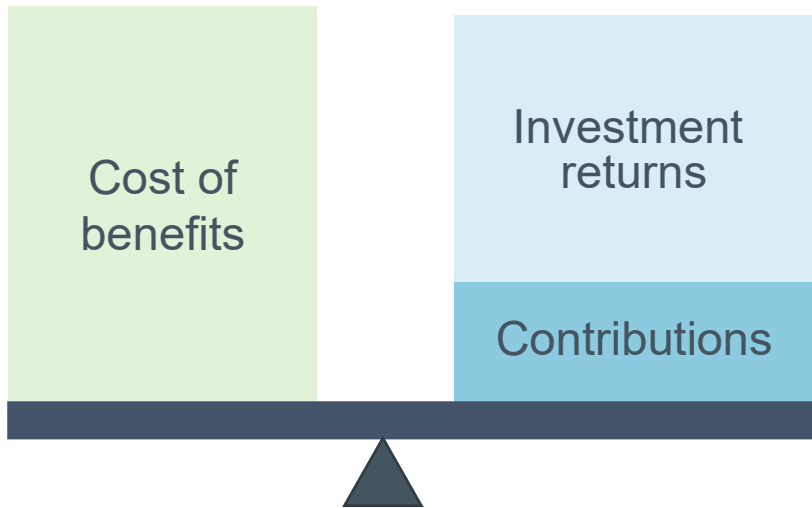 Cost of
benefits
Investment
returns
Contributions